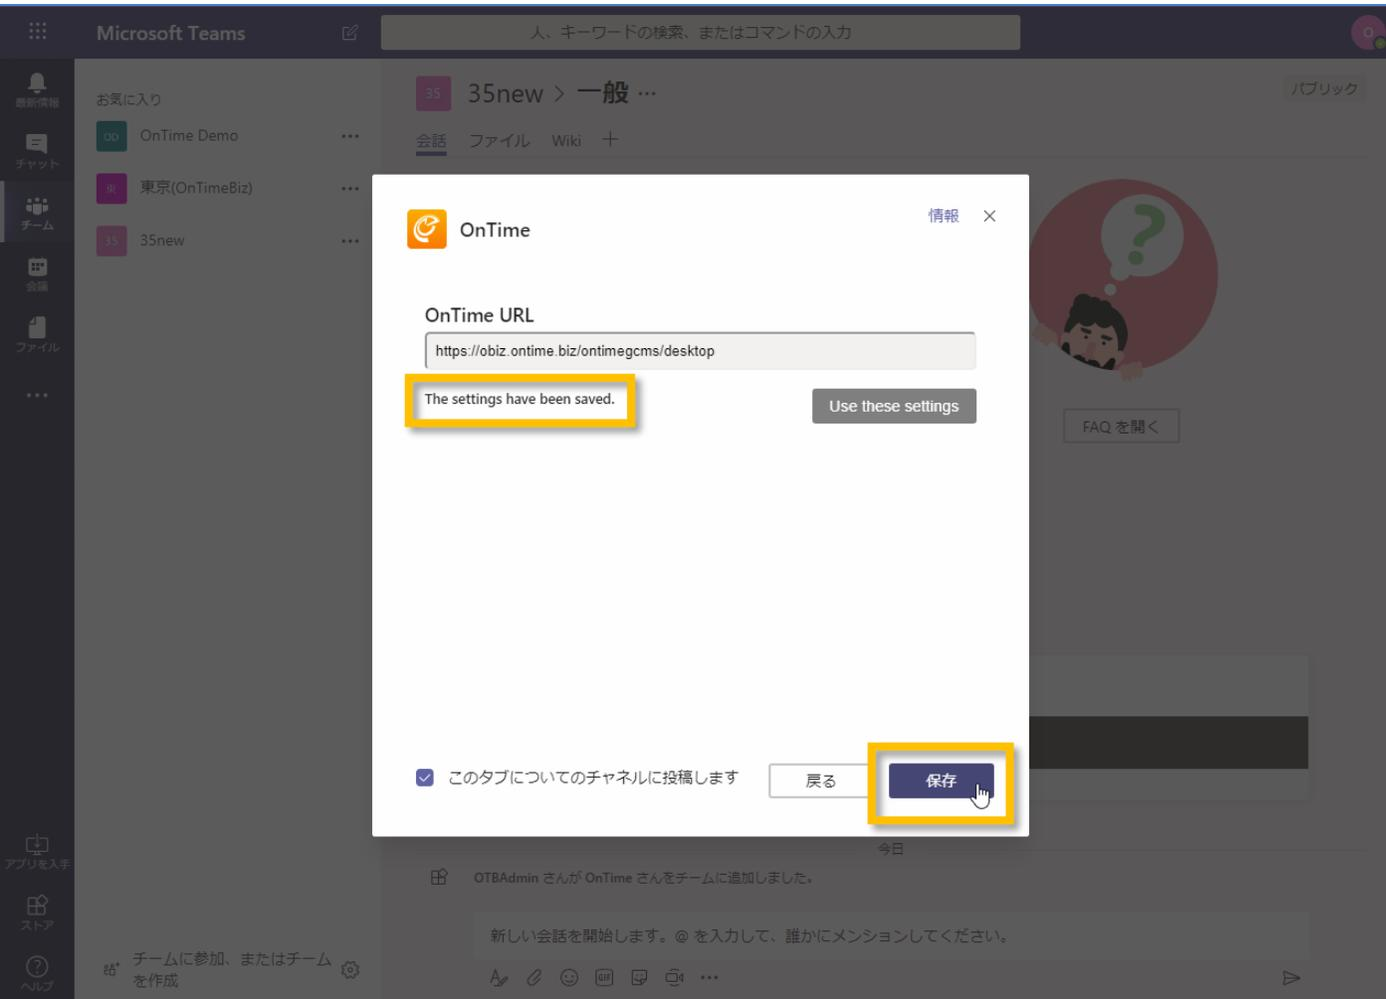 Microsoft Teams
人、キーワードの検索、またはコマンドの入力
O
最新情報
チャット
チーム
会議
ファイル
アプリを入手
ストア
ヘルプ
お気に入り
OD OnTime Demo
東 東京(OnTimeBiz)
35 35new
チームに参加、またはチーム
を作成
35 35new > 一般 ...
パブリック
会話 ファイル Wiki
OnTime
情報
OnTime URL
https://obiz.ontime.biz/ontimegcms/desktop
The settings have been saved.
Use these settings
このタブについてのチャネルに投稿します
戻る
保存
?
FAQ を開く
今日
OTBAdmin さんが OnTime さんをチームに追加しました。
新しい会話を開始します。@ を入力して、誰かにメンションしてください。
GIF